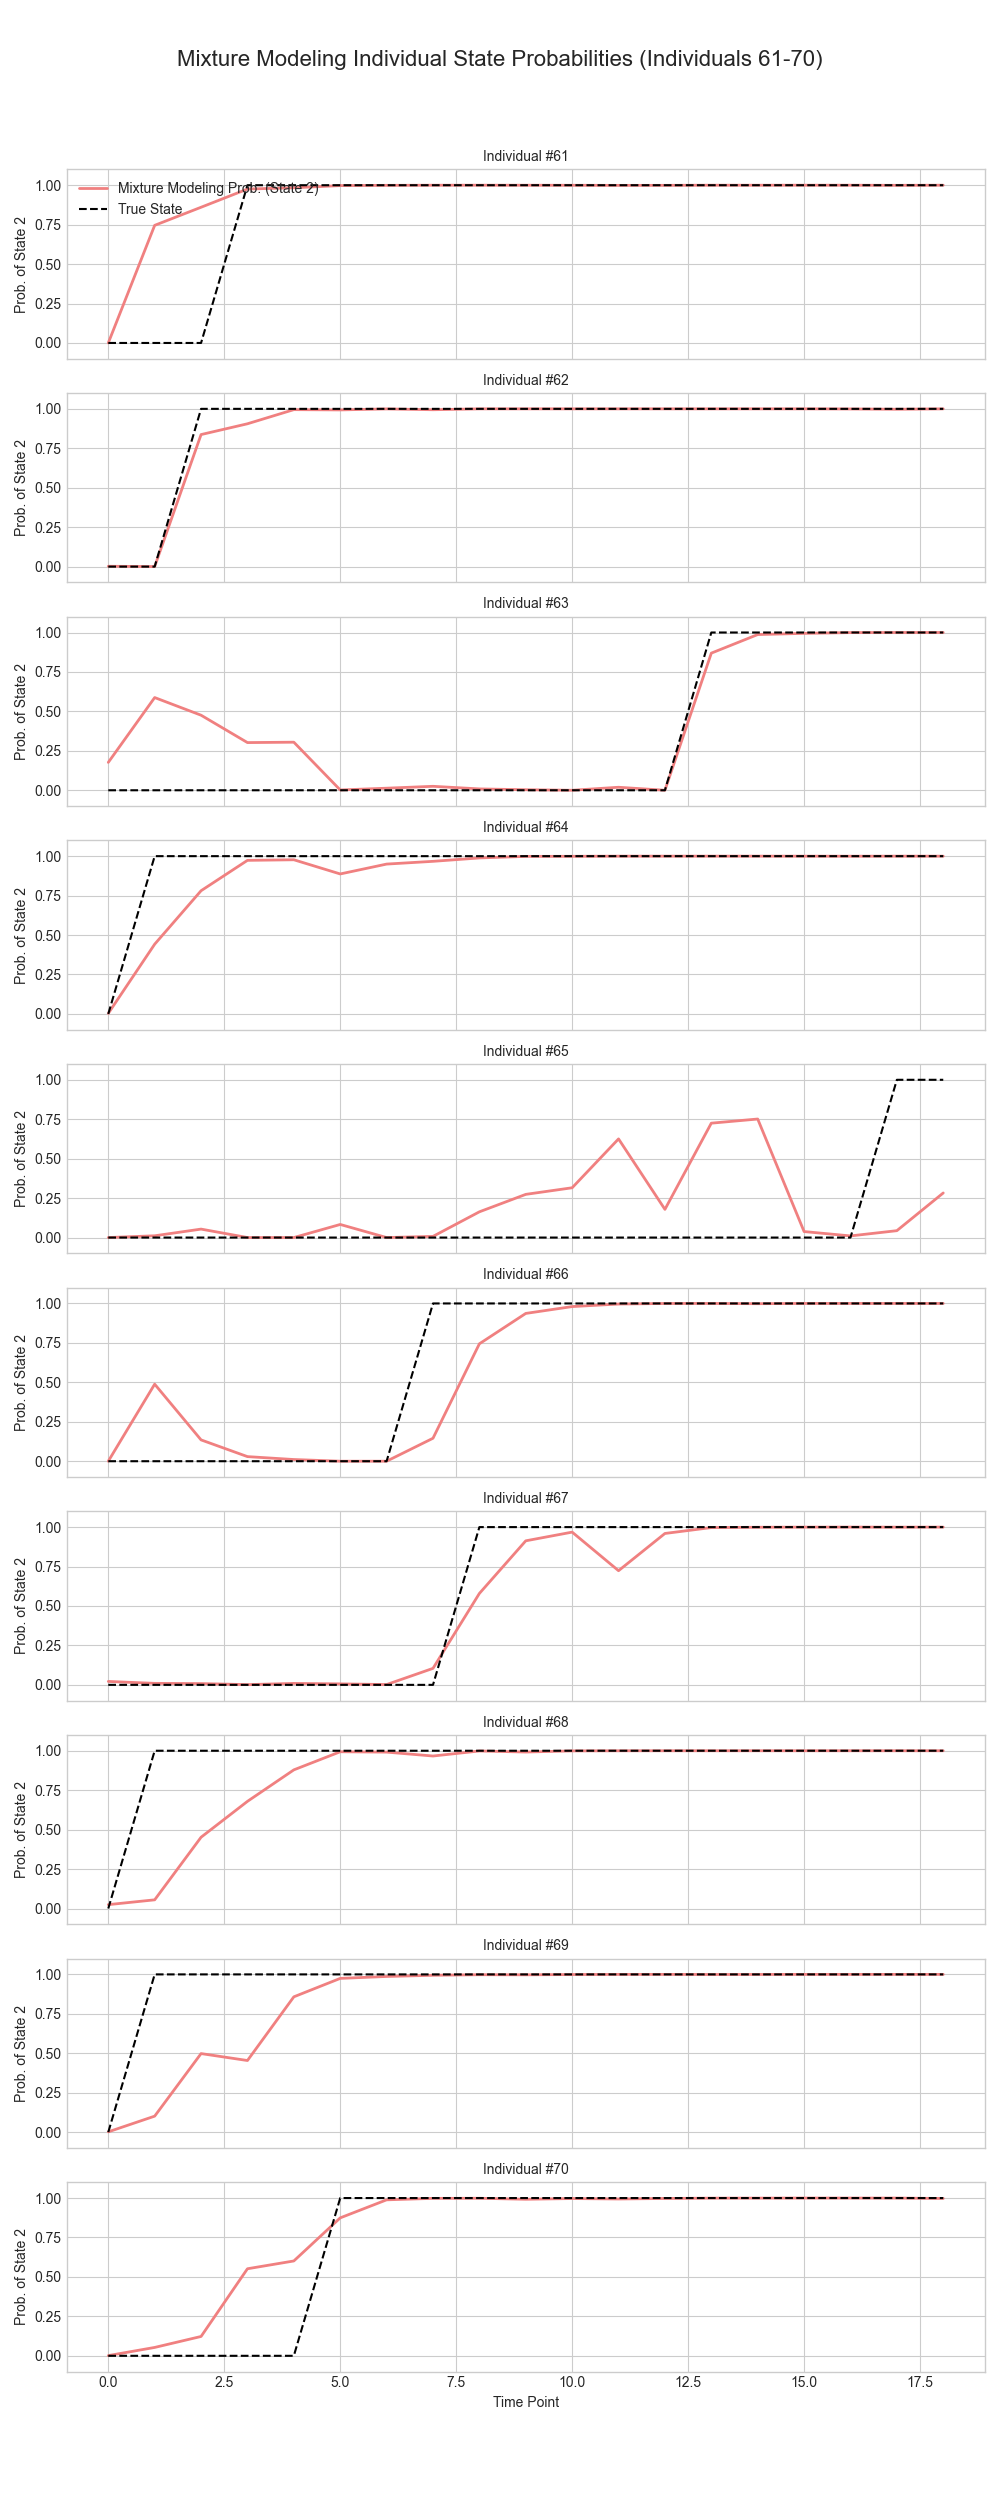 Mixture Modeling Individual State Probabilities (Individuals 61-70)
Individual #61
Mixture Modeling Prob. (State 2)
True State
1.00
0.75
0.50
0.25
0.00
Prob. of State 2
Individual #62
1.00
0.75
0.50
0.25
0.00
Prob. of State 2
Individual #63
1.00
0.75
0.50
0.25
0.00
Prob. of State 2
Individual #64
1.00
0.75
0.50
0.25
0.00
Prob. of State 2
Individual #65
1.00
0.75
0.50
0.25
0.00
Prob. of State 2
Individual #66
1.00
0.75
0.50
0.25
0.00
Prob. of State 2
Individual #67
1.00
0.75
0.50
0.25
0.00
Prob. of State 2
Individual #68
1.00
0.75
0.50
0.25
0.00
Prob. of State 2
Individual #69
1.00
0.75
0.50
0.25
0.00
Prob. of State 2
Individual #70
1.00
0.75
0.50
0.25
0.00
Prob. of State 2
0.0 2.5 5.0 7.5 10.0 12.5 15.0 17.5
Time Point